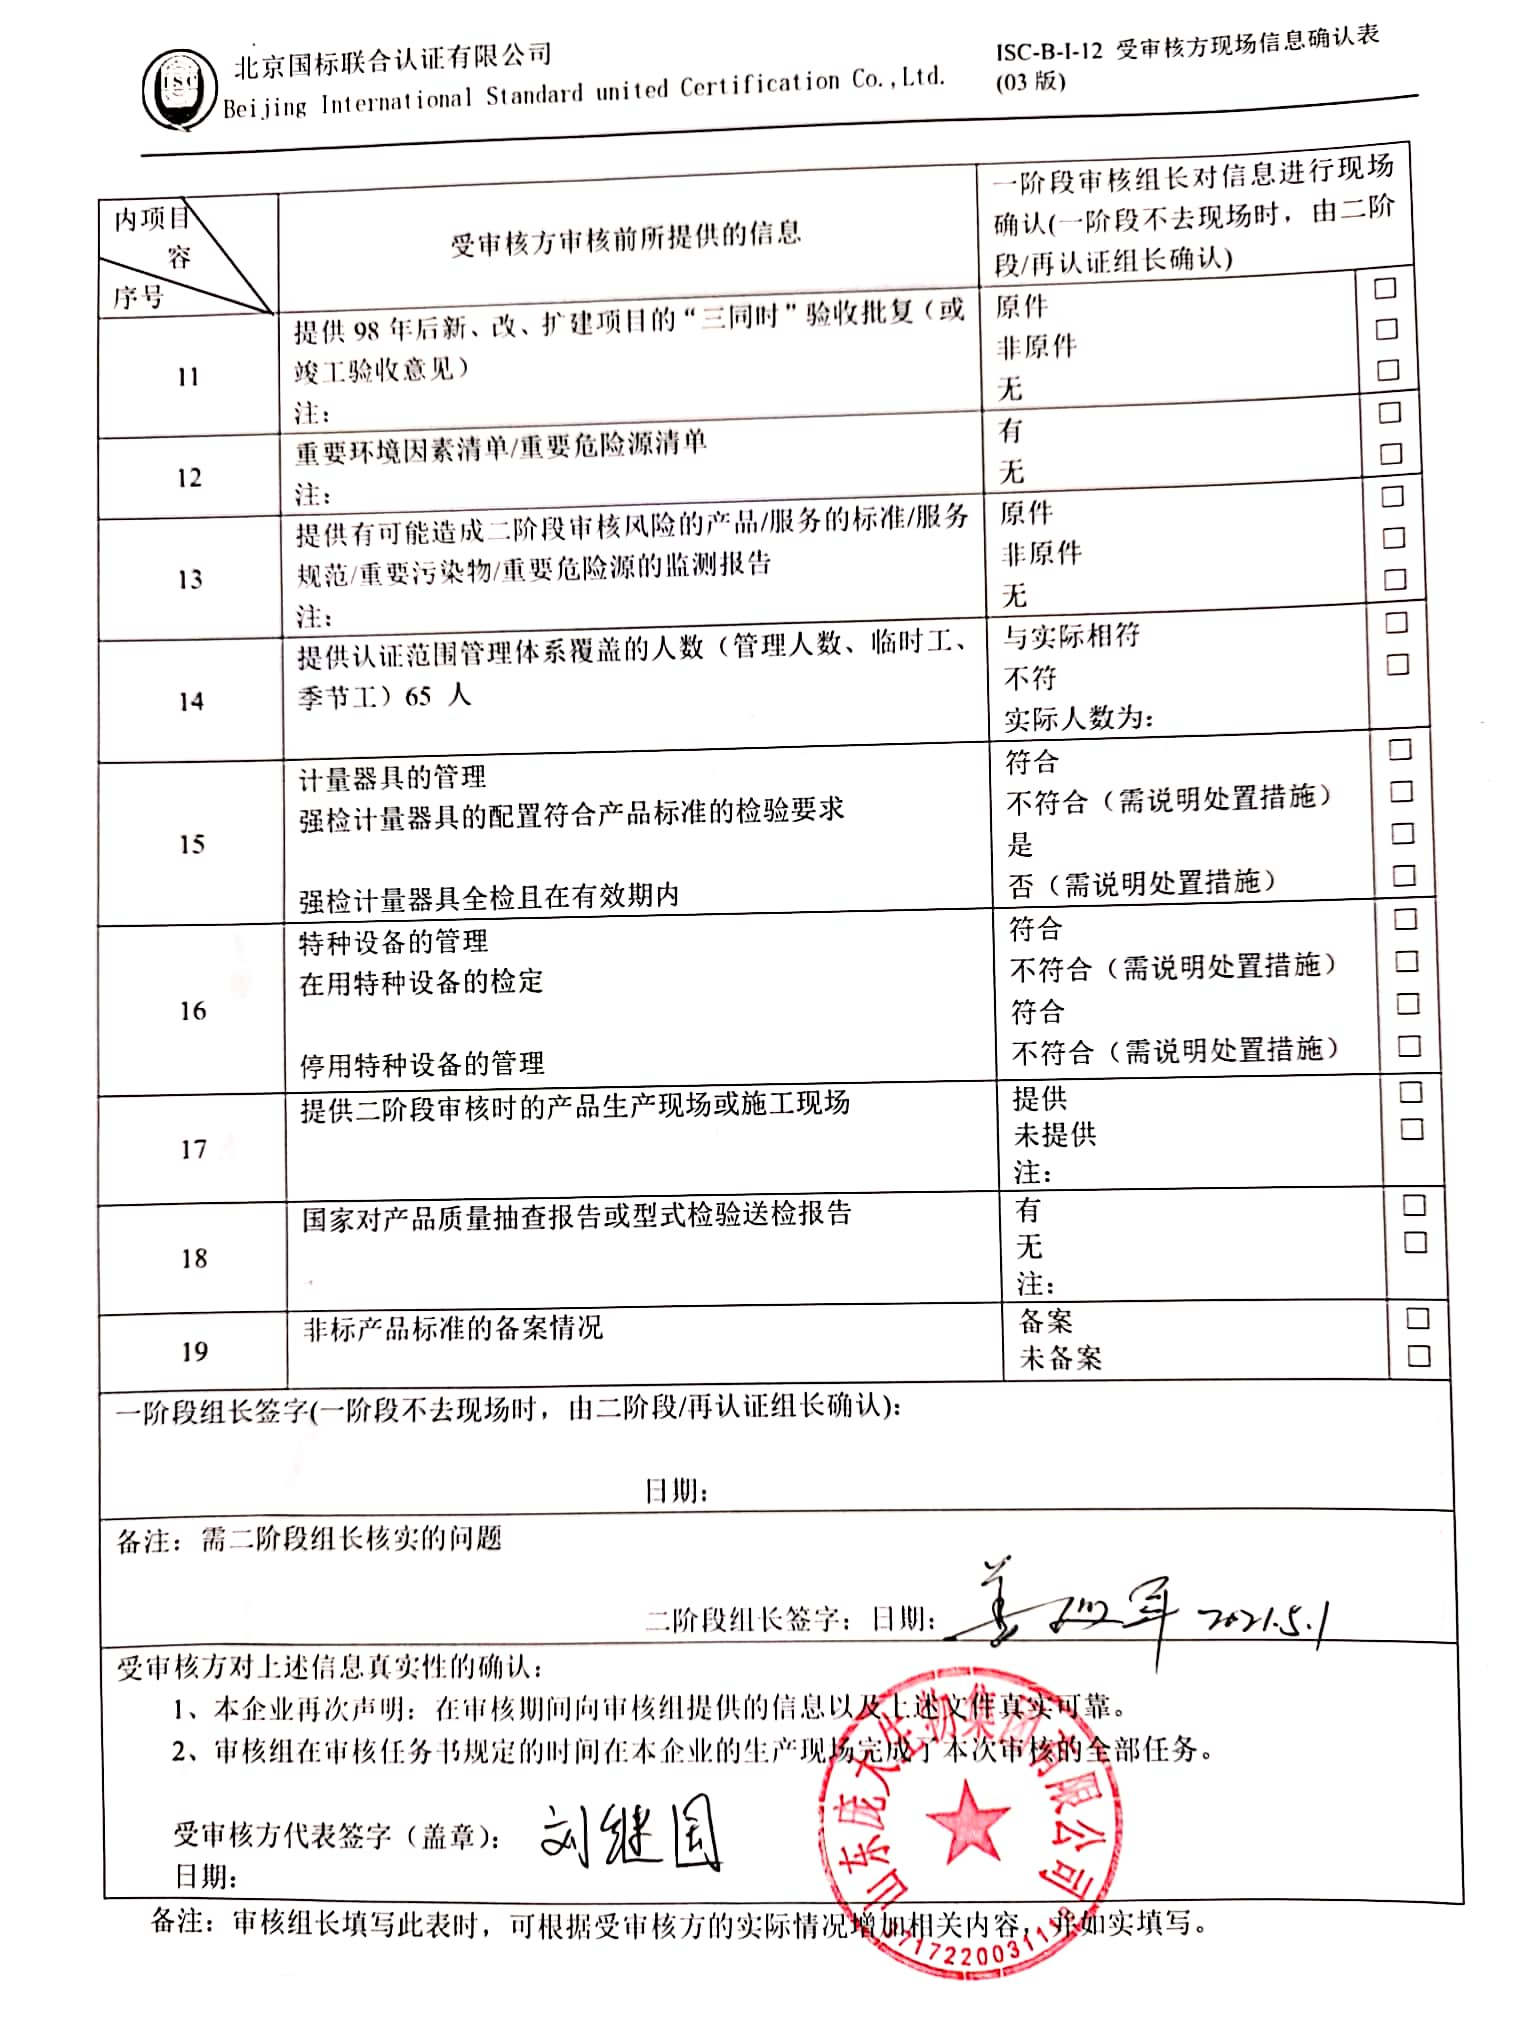 ISC
北京国标联合认证有限公司
Beijing International Standard united Certification Co.,Ltd.
ISC-B-I-12 受审核方现场信息确认表
(03 版)
内项目
容
序号
受审核方审核前所提供的信息
一阶段审核组长对信息进行现场
确认(一阶段不去现场时，由二阶
段/再认证组长确认)
11
提供 98 年后新、改、扩建项目的“三同时”验收批复（或
竣工验收意见）
注：
原件 □
非原件 □
无 □
12
重要环境因素清单/重要危险源清单
注：
有 □
无 □
13
提供有可能造成二阶段审核风险的产品/服务的标准/服务
规范/重要污染物/重要危险源的监测报告
注：
原件 □
非原件 □
无 □
14
提供认证范围管理体系覆盖的人数（管理人数、临时工、
季节工）65 人
与实际相符 □
不符 □
实际人数为：
15
计量器具的管理
强检计量器具的配置符合产品标准的检验要求
强检计量器具全检且在有效期内
符合 □
不符合（需说明处置措施） □
是 □
否（需说明处置措施） □
16
特种设备的管理
在用特种设备的检定
停用特种设备的管理
符合 □
不符合（需说明处置措施） □
符合 □
不符合（需说明处置措施） □
17
提供二阶段审核时的产品生产现场或施工现场
提供 □
未提供 □
注：
18
国家对产品质量抽查报告或型式检验送检报告
有 □
无 □
注：
19
非标产品标准的备案情况
备案 □
未备案 □
一阶段组长签字(一阶段不去现场时，由二阶段/再认证组长确认)：
日期：
备注：需二阶段组长核实的问题
二阶段组长签字：日期： 2021.5.1
受审核方对上述信息真实性的确认：
1、本企业再次声明：在审核期间向审核组提供的信息以及上述文件真实可靠。
2、审核组在审核任务书规定的时间在本企业的生产现场完成了本次审核的全部任务。
受审核方代表签字（盖章）： 刘继国
日期：
山东庞大生物集团有限公司
备注：审核组长填写此表时，可根据受审核方的实际情况增加相关内容，并如实填写。